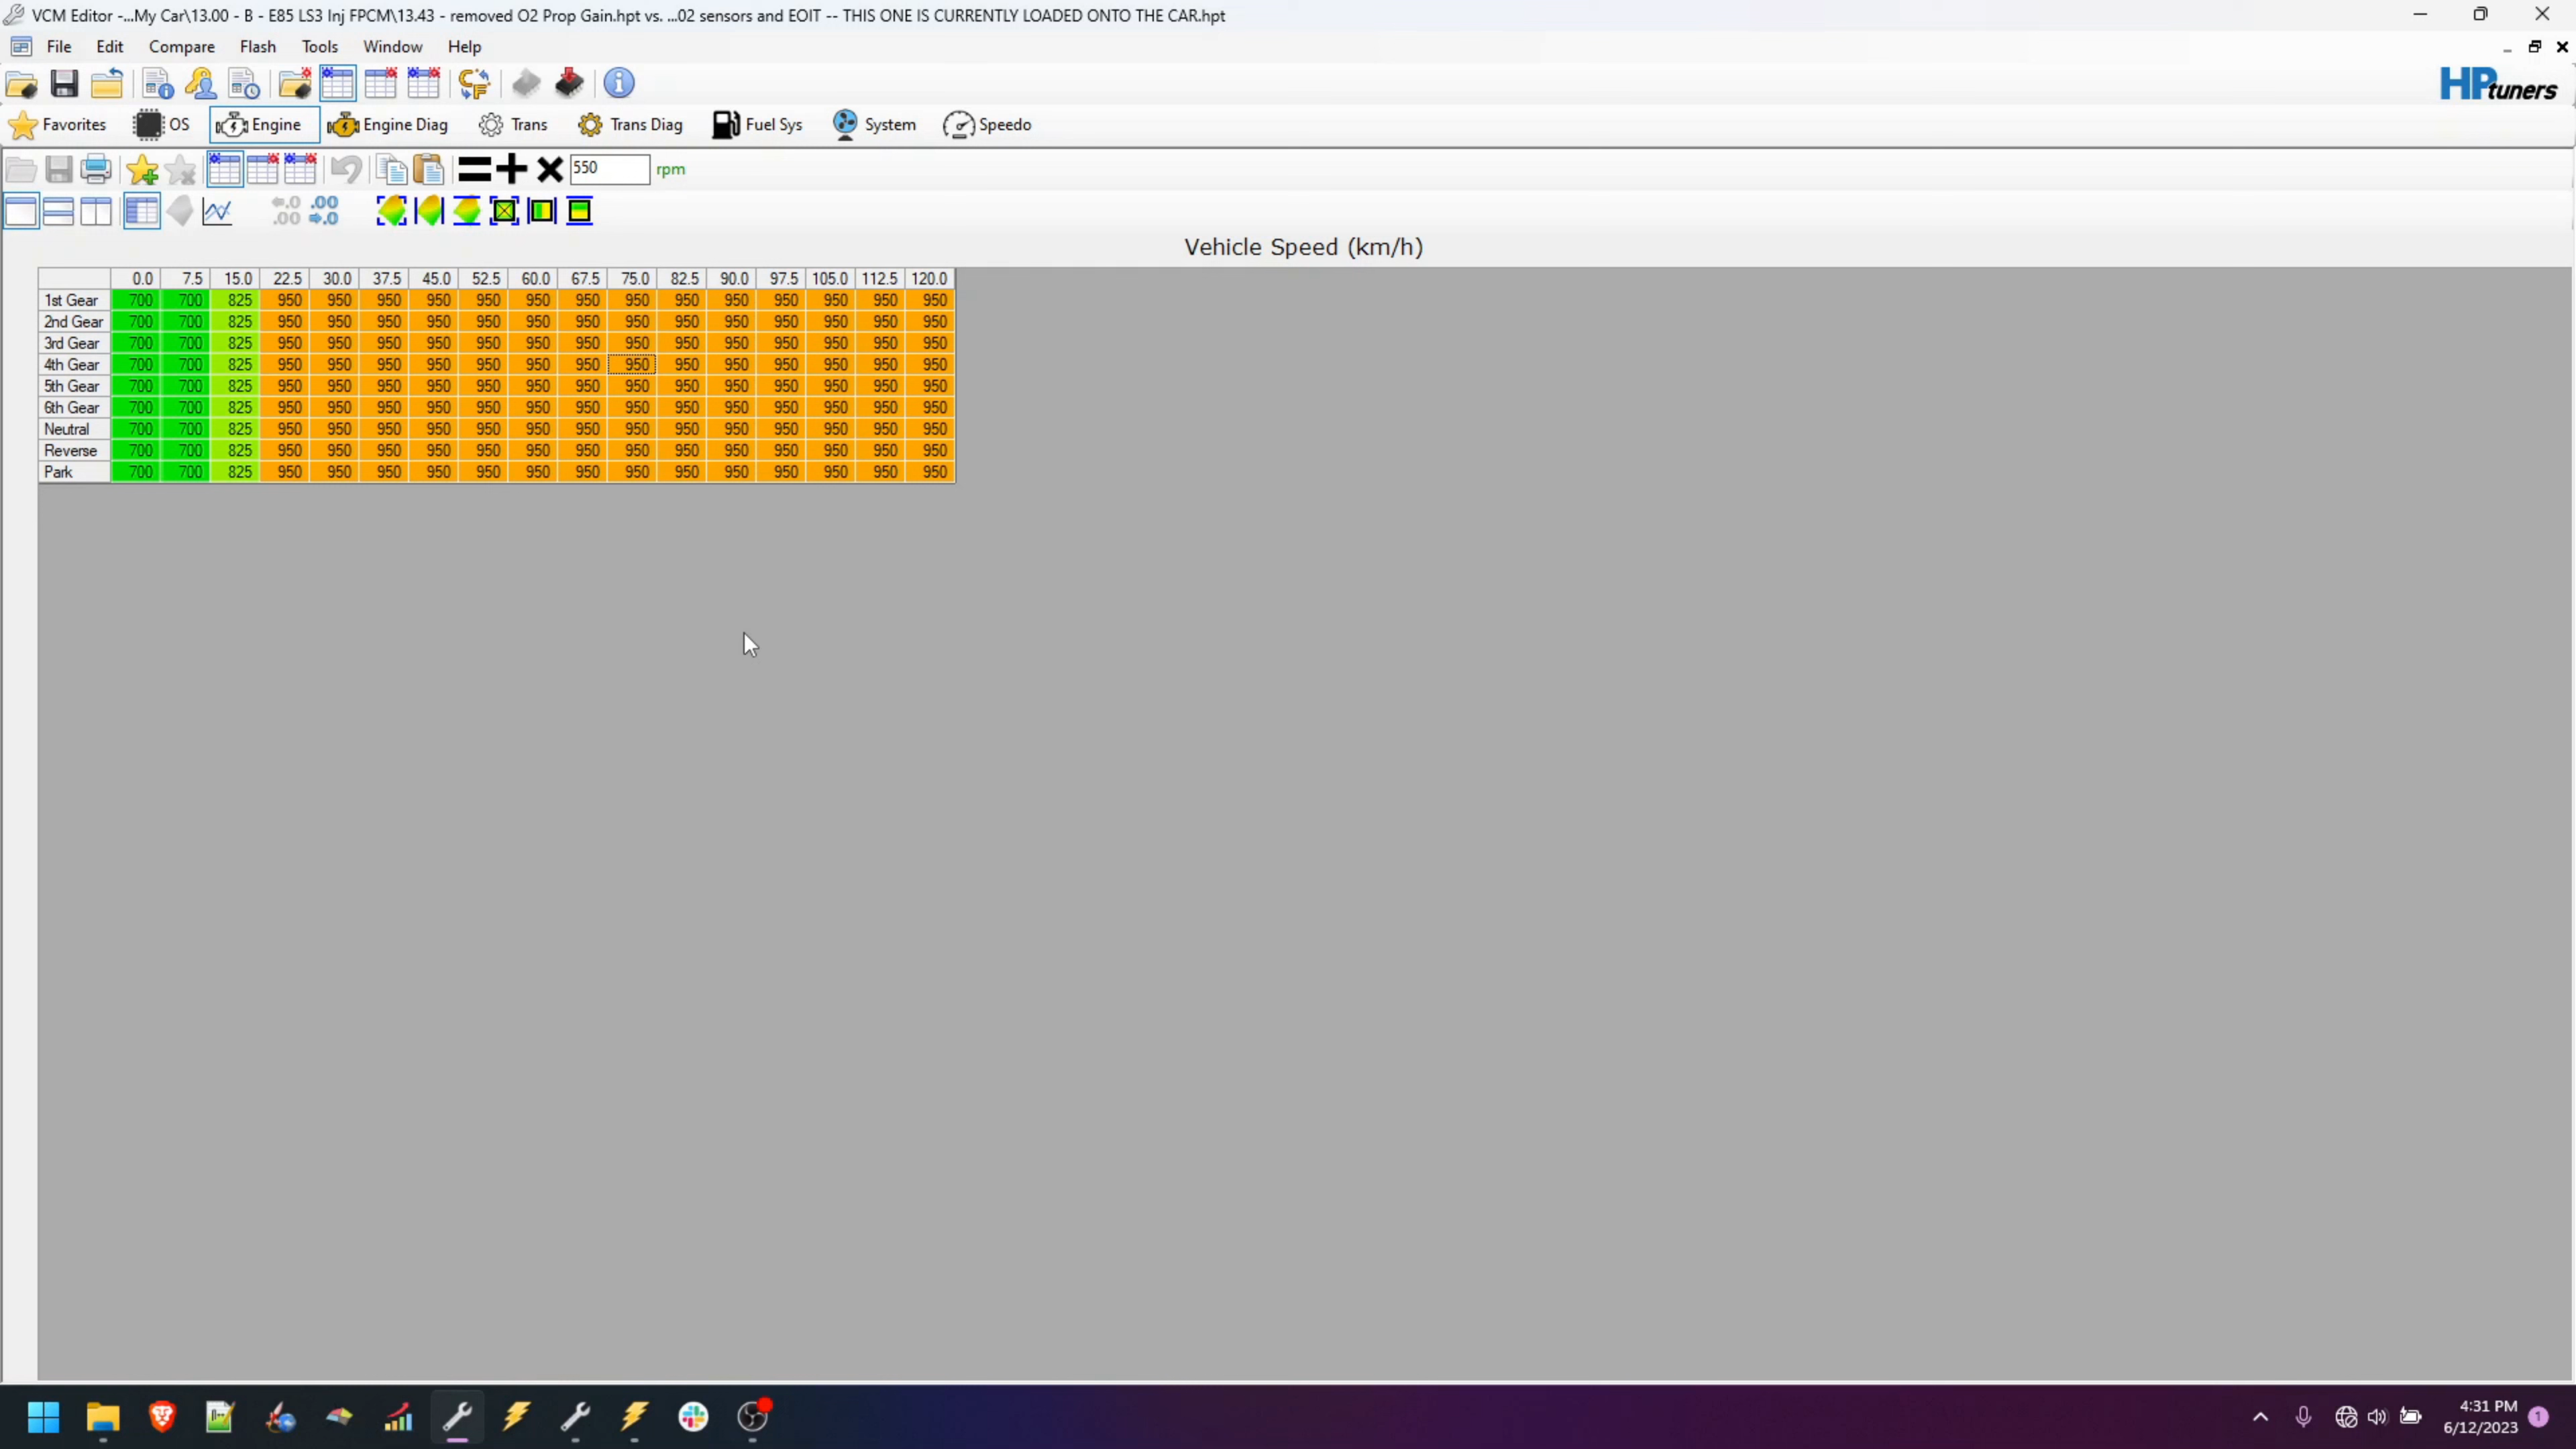 VCM Editor -...My Car\13.00 - B - E85 LS3 Inj FPCM\13.43 - removed O2 Prop Gain.hpt vs. ...02 sensors and EOIT -- THIS ONE IS CURRENTLY LOADED ONTO THE CAR.hpt
File Edit Compare Flash Tools Window Help
HPtuners
Favorites OS Engine Engine Diag Trans Trans Diag Fuel Sys System Speedo
550 rpm
Vehicle Speed (km/h)
0.0 7.5 15.0 22.5 30.0 37.5 45.0 52.5 60.0 67.5 75.0 82.5 90.0 97.5 105.0 112.5 120.0
1st Gear 700 700 825 950 950 950 950 950 950 950 950 950 950 950 950 950 950
2nd Gear 700 700 825 950 950 950 950 950 950 950 950 950 950 950 950 950 950
3rd Gear 700 700 825 950 950 950 950 950 950 950 950 950 950 950 950 950 950
4th Gear 700 700 825 950 950 950 950 950 950 950 950 950 950 950 950 950 950
5th Gear 700 700 825 950 950 950 950 950 950 950 950 950 950 950 950 950 950
6th Gear 700 700 825 950 950 950 950 950 950 950 950 950 950 950 950 950 950
Neutral 700 700 825 950 950 950 950 950 950 950 950 950 950 950 950 950 950
Reverse 700 700 825 950 950 950 950 950 950 950 950 950 950 950 950 950 950
Park 700 700 825 950 950 950 950 950 950 950 950 950 950 950 950 950 950
4:31 PM
6/12/2023
1